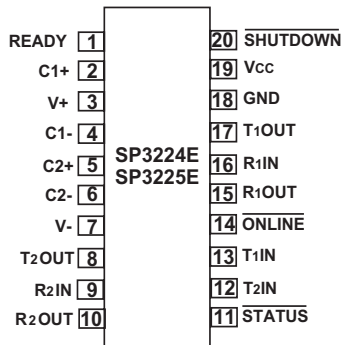 READY 1
C1+ 2
V+ 3
C1- 4
C2+ 5
C2- 6
V- 7
T2OUT 8
R2IN 9
R2OUT 10
SP3224E
SP3225E
20 SHUTDOWN
19 Vcc
18 GND
17 T1OUT
16 R1IN
15 R1OUT
14 ONLINE
13 T1IN
12 T2IN
11 STATUS